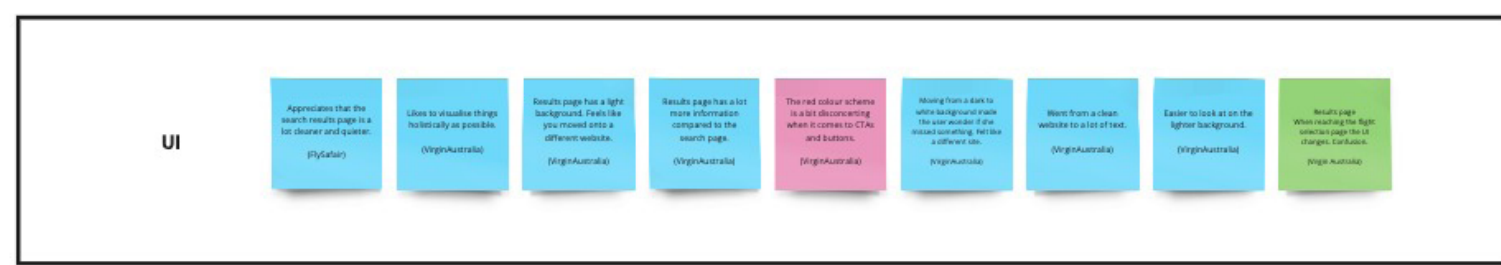 UI
Appreciates that the
search results page is a
lot cleaner and quieter.
(FlySafair)
Likes to visualise things
holistically as possible.
(VirginAustralia)
Results page has a light
background. Feels like
you moved onto a
different website.
(VirginAustralia)
Results page has a lot
more information
compared to the
search page.
(VirginAustralia(
The red colour scheme
is a bit disconcerting
when it comes to CTAs
and buttons.
(VirginAustralia)
Moving from a dark to
white background made
the user wonder if she
missed something. Felt like
a different site.
(VirginAustralia)
Went from a clean
website to a lot of text.
(VirginAustralia)
Easier to look at on the
lighter background.
(VirginAustralia)
Results page
When reaching the flight
selection page the UI
changes. Confusion.
(Virgin Australia)